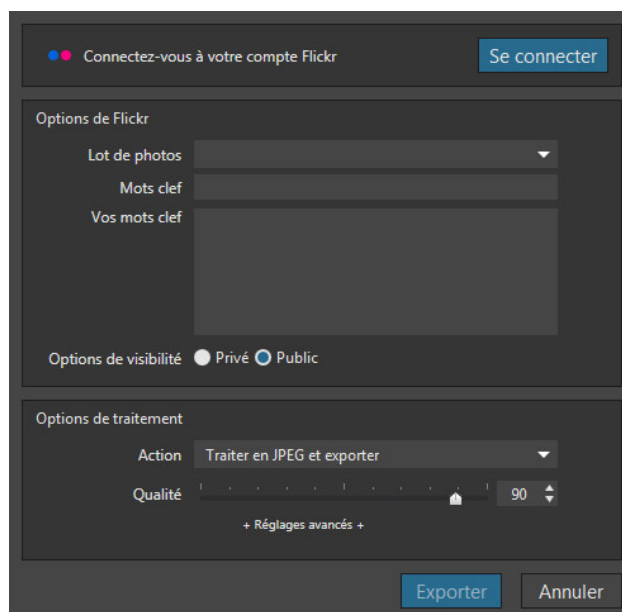 Connectez-vous à votre compte Flickr
Se connecter
Options de Flickr
Lot de photos
Mots clef
Vos mots clef
Options de visibilité Privé Public
Options de traitement
Action Traiter en JPEG et exporter
Qualité 90
+ Réglages avancés +
Exporter Annuler